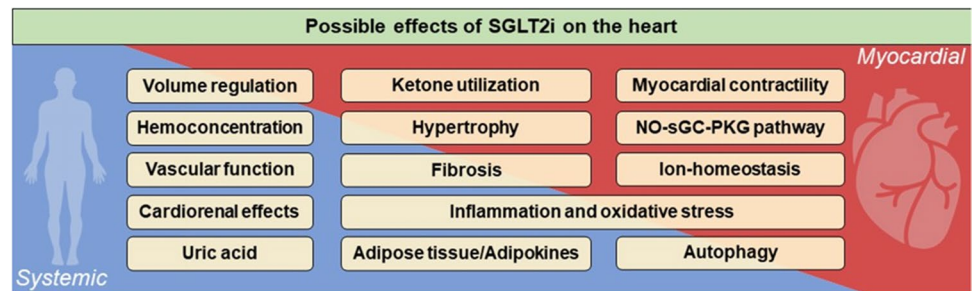 Possible effects of SGLT2i on the heart
Myocardial
Volume regulation
Ketone utilization
Myocardial contractility
Hemoconcentration
Hypertrophy
NO-sGC-PKG pathway
Vascular function
Fibrosis
Ion-homeostasis
Cardiorenal effects
Inflammation and oxidative stress
Uric acid
Adipose tissue/Adipokines
Autophagy
Systemic